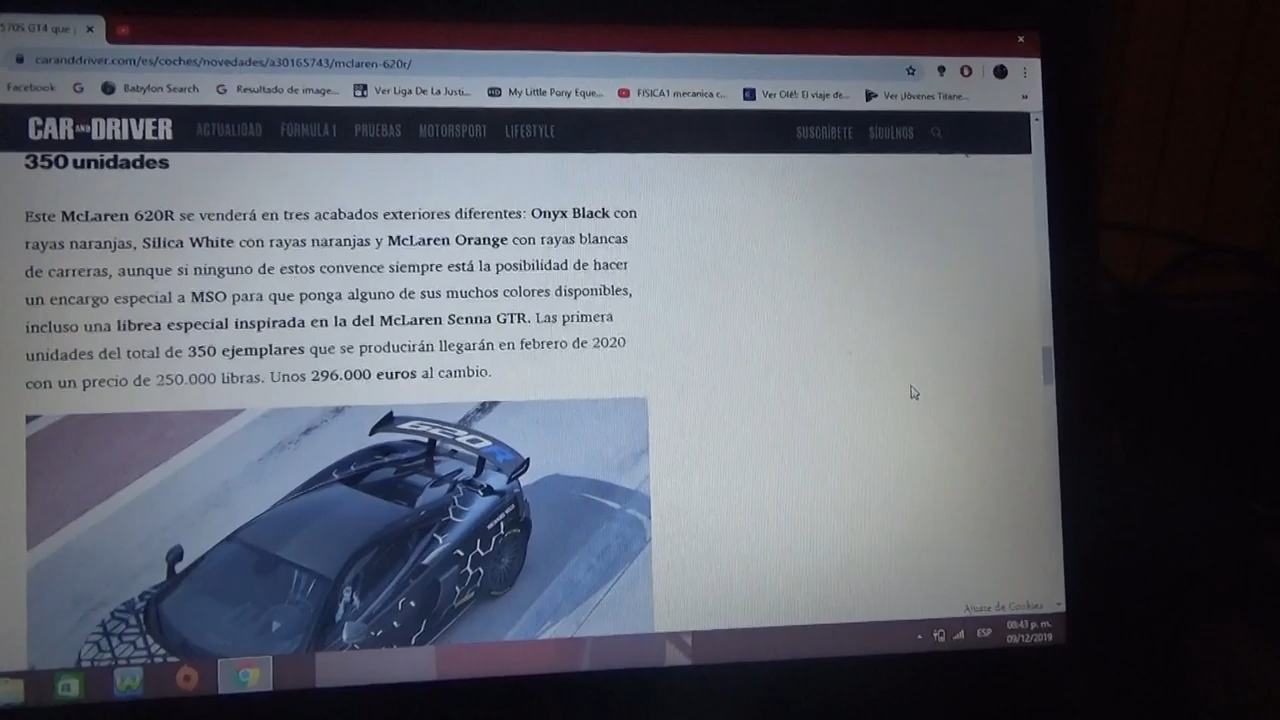 570S GT4 que
caranddriver.com/es/coches/novedades/a30165743/mclaren-620r/
Facebook Babylon Search Resultado de image... Ver Liga De La Justi... My Little Pony Eque... FISICA1 mecanica c... Ver Olé!: El viaje de... Ver Jóvenes Titane... »
CAR AND DRIVER ACTUALIDAD FÓRMULA 1 PRUEBAS MOTORSPORT LIFESTYLE SUSCRÍBETE SÍGUENOS
350 unidades
Este McLaren 620R se venderá en tres acabados exteriores diferentes: Onyx Black con
rayas naranjas, Silica White con rayas naranjas y McLaren Orange con rayas blancas
de carreras, aunque si ninguno de estos convence siempre está la posibilidad de hacer
un encargo especial a MSO para que ponga alguno de sus muchos colores disponibles,
incluso una librea especial inspirada en la del McLaren Senna GTR. Las primera
unidades del total de 350 ejemplares que se producirán llegarán en febrero de 2020
con un precio de 250.000 libras. Unos 296.000 euros al cambio.
620R
Ajuste de Cookies
ESP
08:43 p. m.
09/12/2019